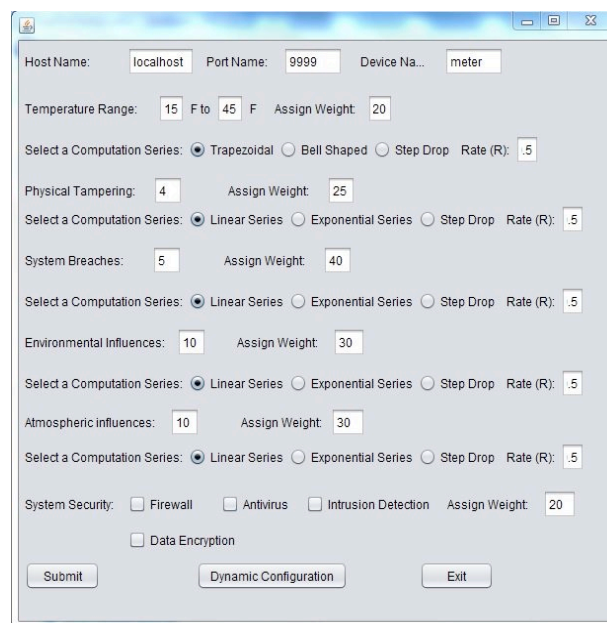 Host Name: localhost Port Name: 9999 Device Na... meter
Temperature Range: 15 F to 45 F Assign Weight: 20
Select a Computation Series: Trapezoidal Bell Shaped Step Drop Rate (R): .5
Physical Tampering: 4 Assign Weight: 25
Select a Computation Series: Linear Series Exponential Series Step Drop Rate (R): .5
System Breaches: 5 Assign Weight: 40
Select a Computation Series: Linear Series Exponential Series Step Drop Rate (R): .5
Environmental Influences: 10 Assign Weight: 30
Select a Computation Series: Linear Series Exponential Series Step Drop Rate (R): .5
Atmospheric influences: 10 Assign Weight: 30
Select a Computation Series: Linear Series Exponential Series Step Drop Rate (R): .5
System Security: Firewall Antivirus Intrusion Detection Assign Weight: 20
Data Encryption
Submit Dynamic Configuration Exit